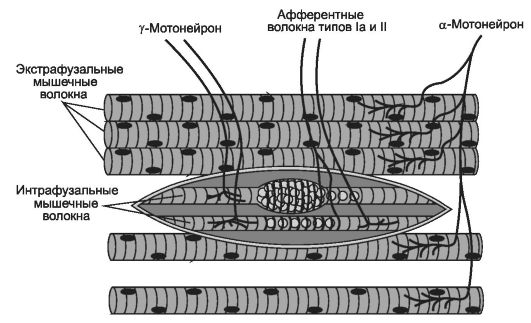 γ-Мотонейрон
Афферентные
волокна типов Ia и II
α-Мотонейрон
Экстрафузальные
мышечные
волокна
Интрафузальные
мышечные
волокна